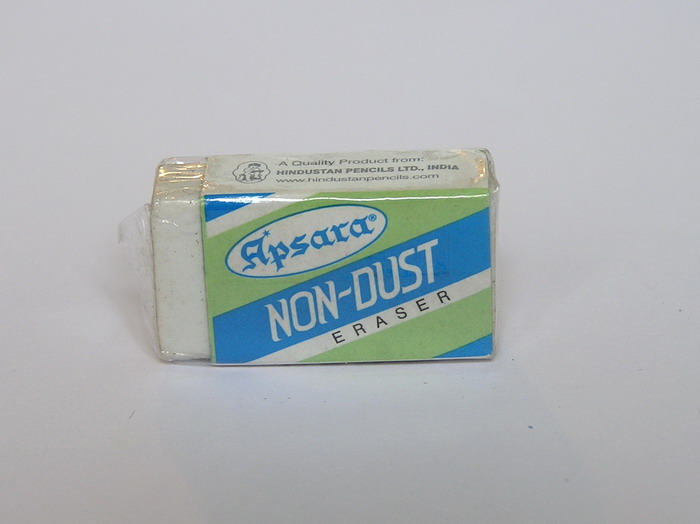 A Quality Product from:
HINDUSTAN PENCILS LTD., INDIA
www.hindustanpencils.com
Apsara®
NON-DUST
ERASER